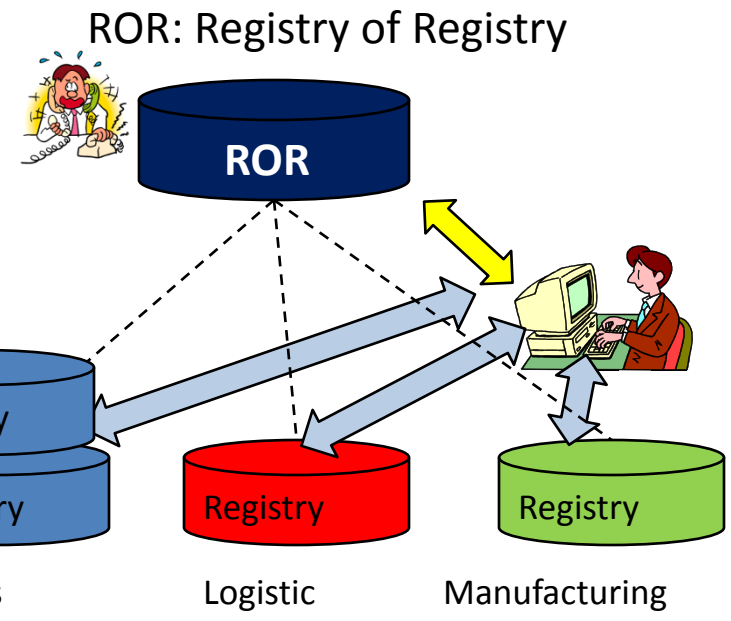 ROR: Registry of Registry
ROR
Registry
Registry
Logistic
Manufacturing